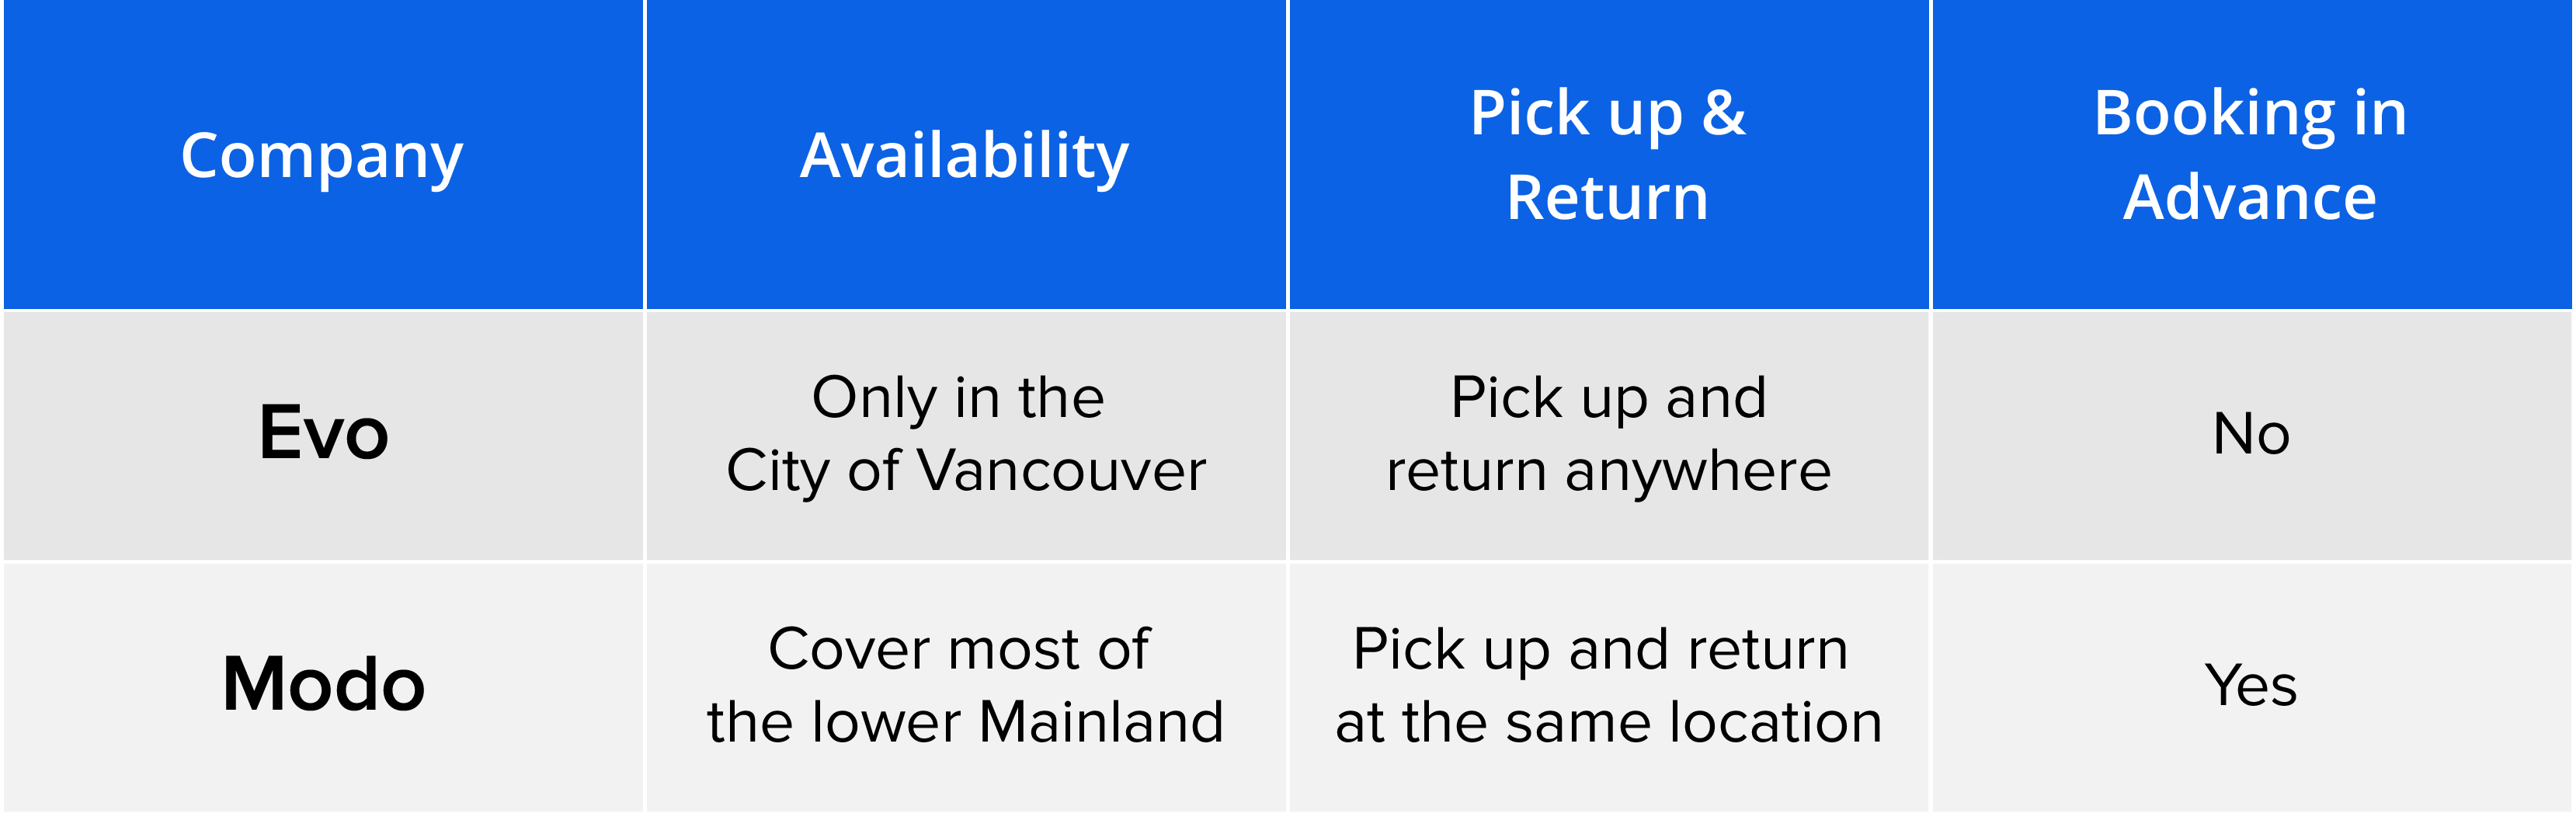 Company
Availability
Pick up &
Return
Booking in
Advance
Evo
Only in the
City of Vancouver
Pick up and
return anywhere
No
Modo
Cover most of
the lower Mainland
Pick up and return
at the same location
Yes